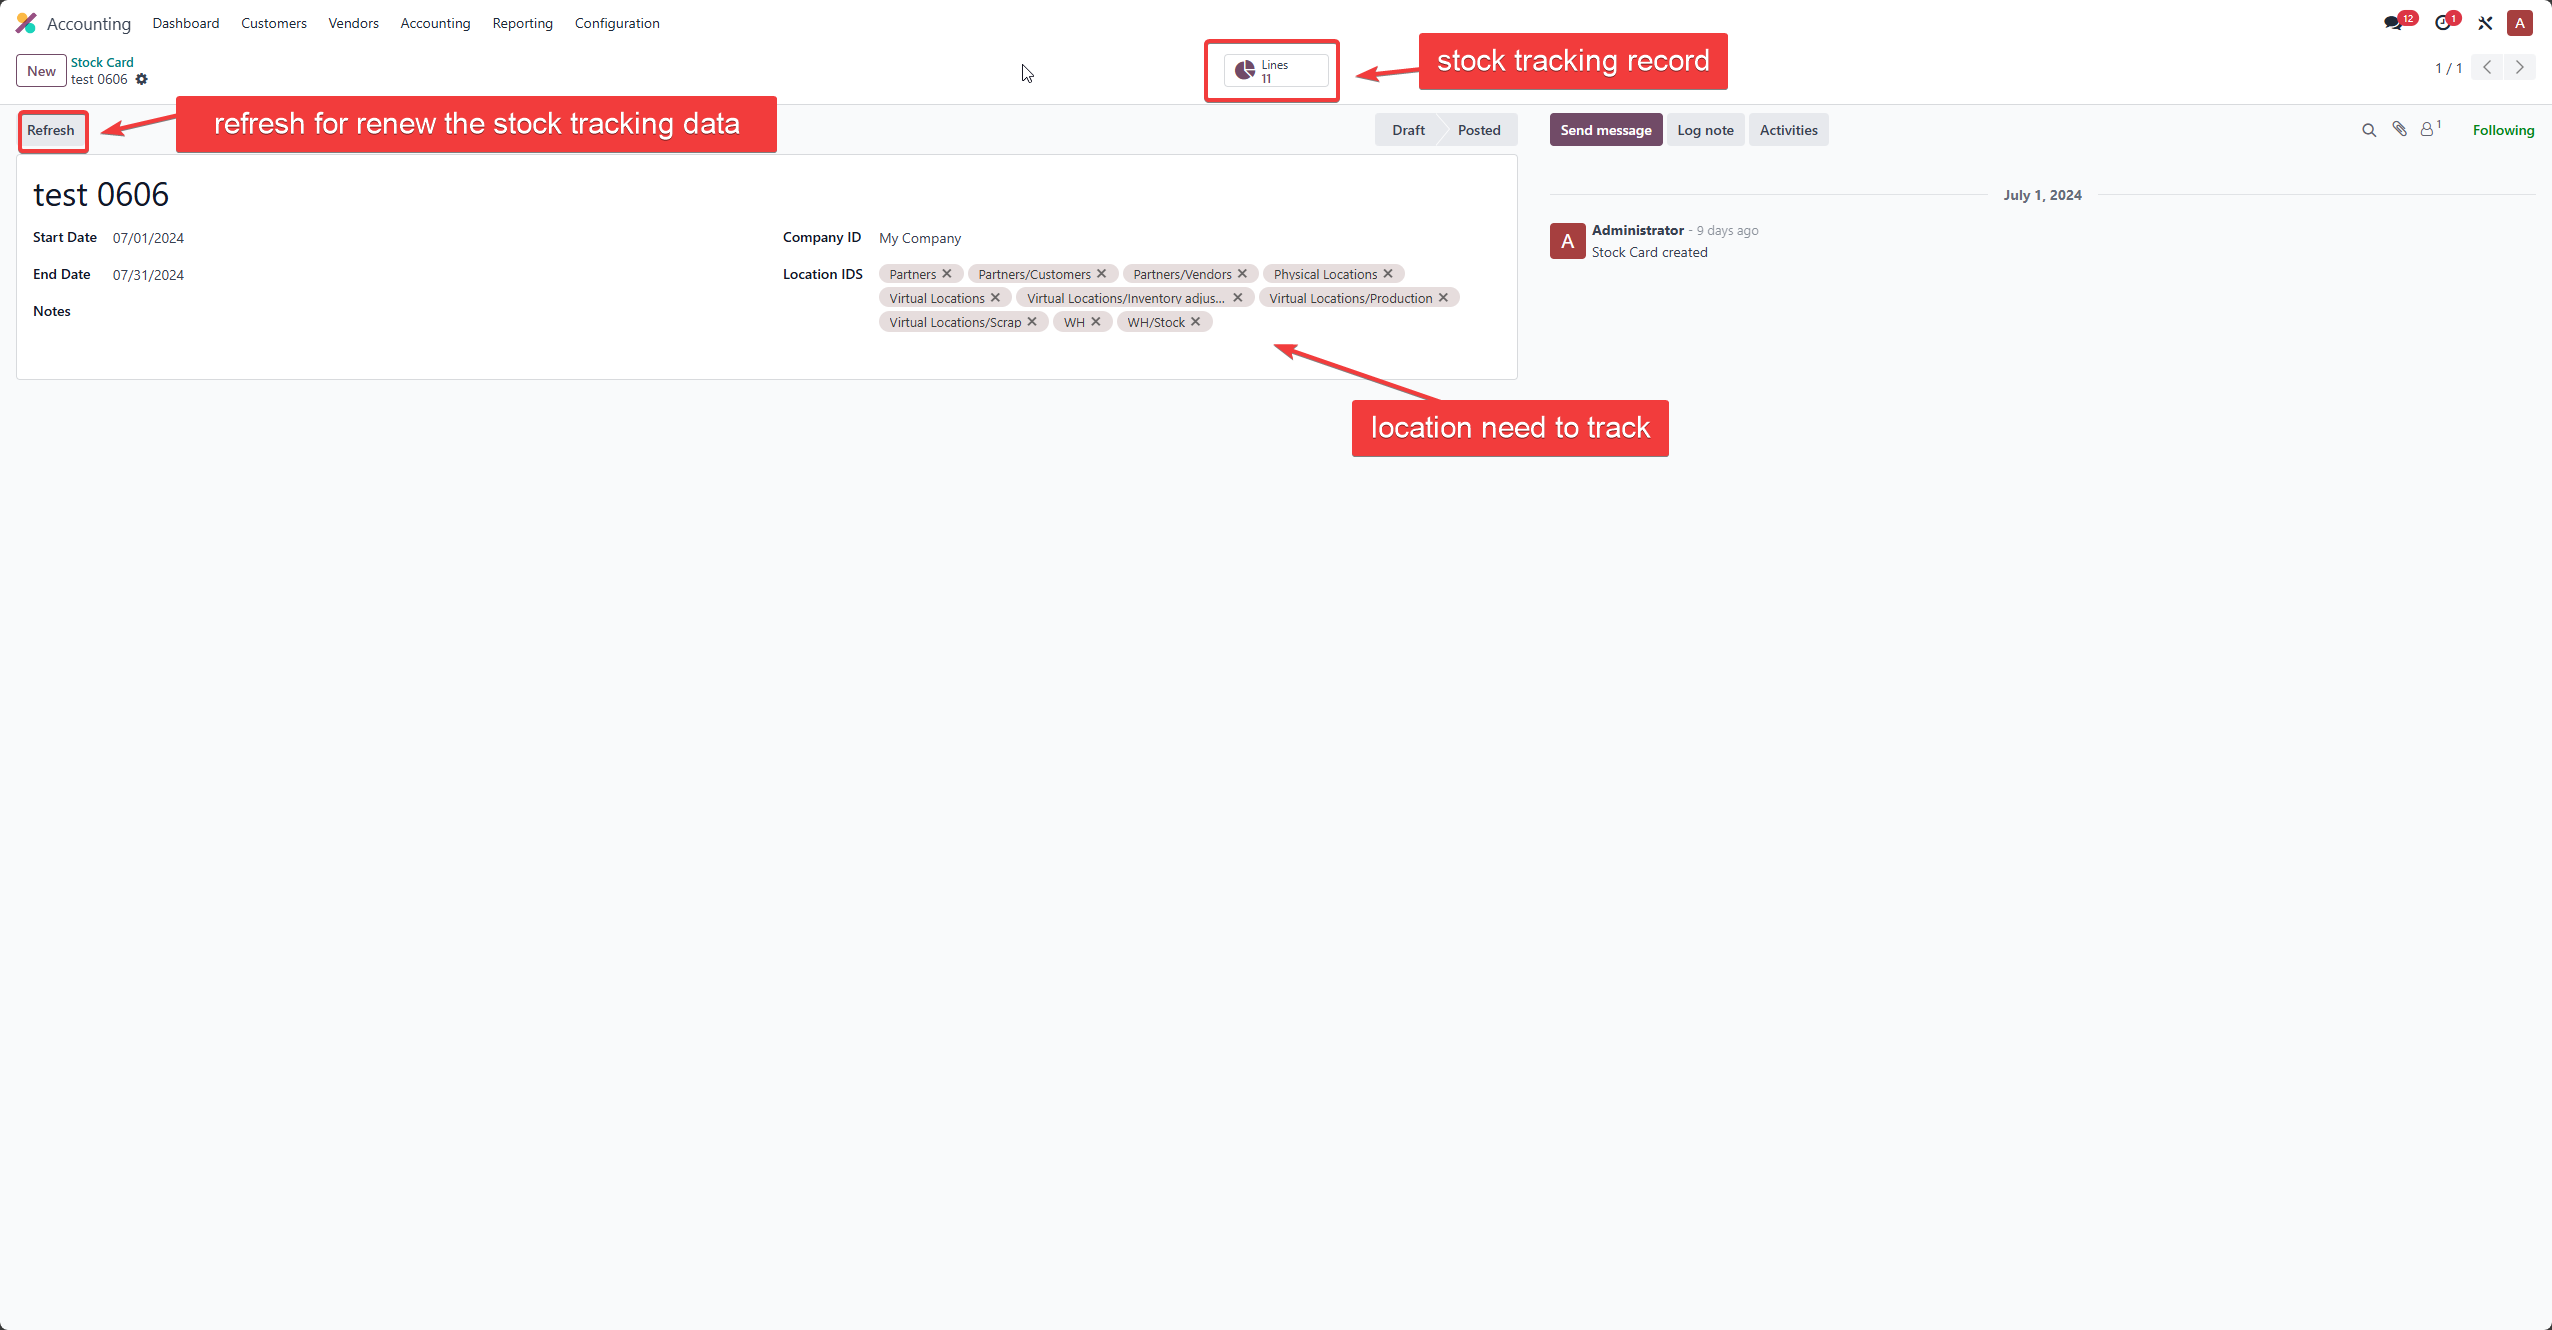 Accounting Dashboard Customers Vendors Accounting Reporting Configuration 12 1 A
New Stock Card
test 0606
Lines
11
stock tracking record
1 / 1
Refresh
refresh for renew the stock tracking data
Draft Posted
Send message Log note Activities 1 Following
test 0606
Start Date 07/01/2024
End Date 07/31/2024
Notes
Company ID My Company
Location IDS Partners Partners/Customers Partners/Vendors Physical Locations
Virtual Locations Virtual Locations/Inventory adjus... Virtual Locations/Production
Virtual Locations/Scrap WH WH/Stock
location need to track
July 1, 2024
A Administrator - 9 days ago
Stock Card created